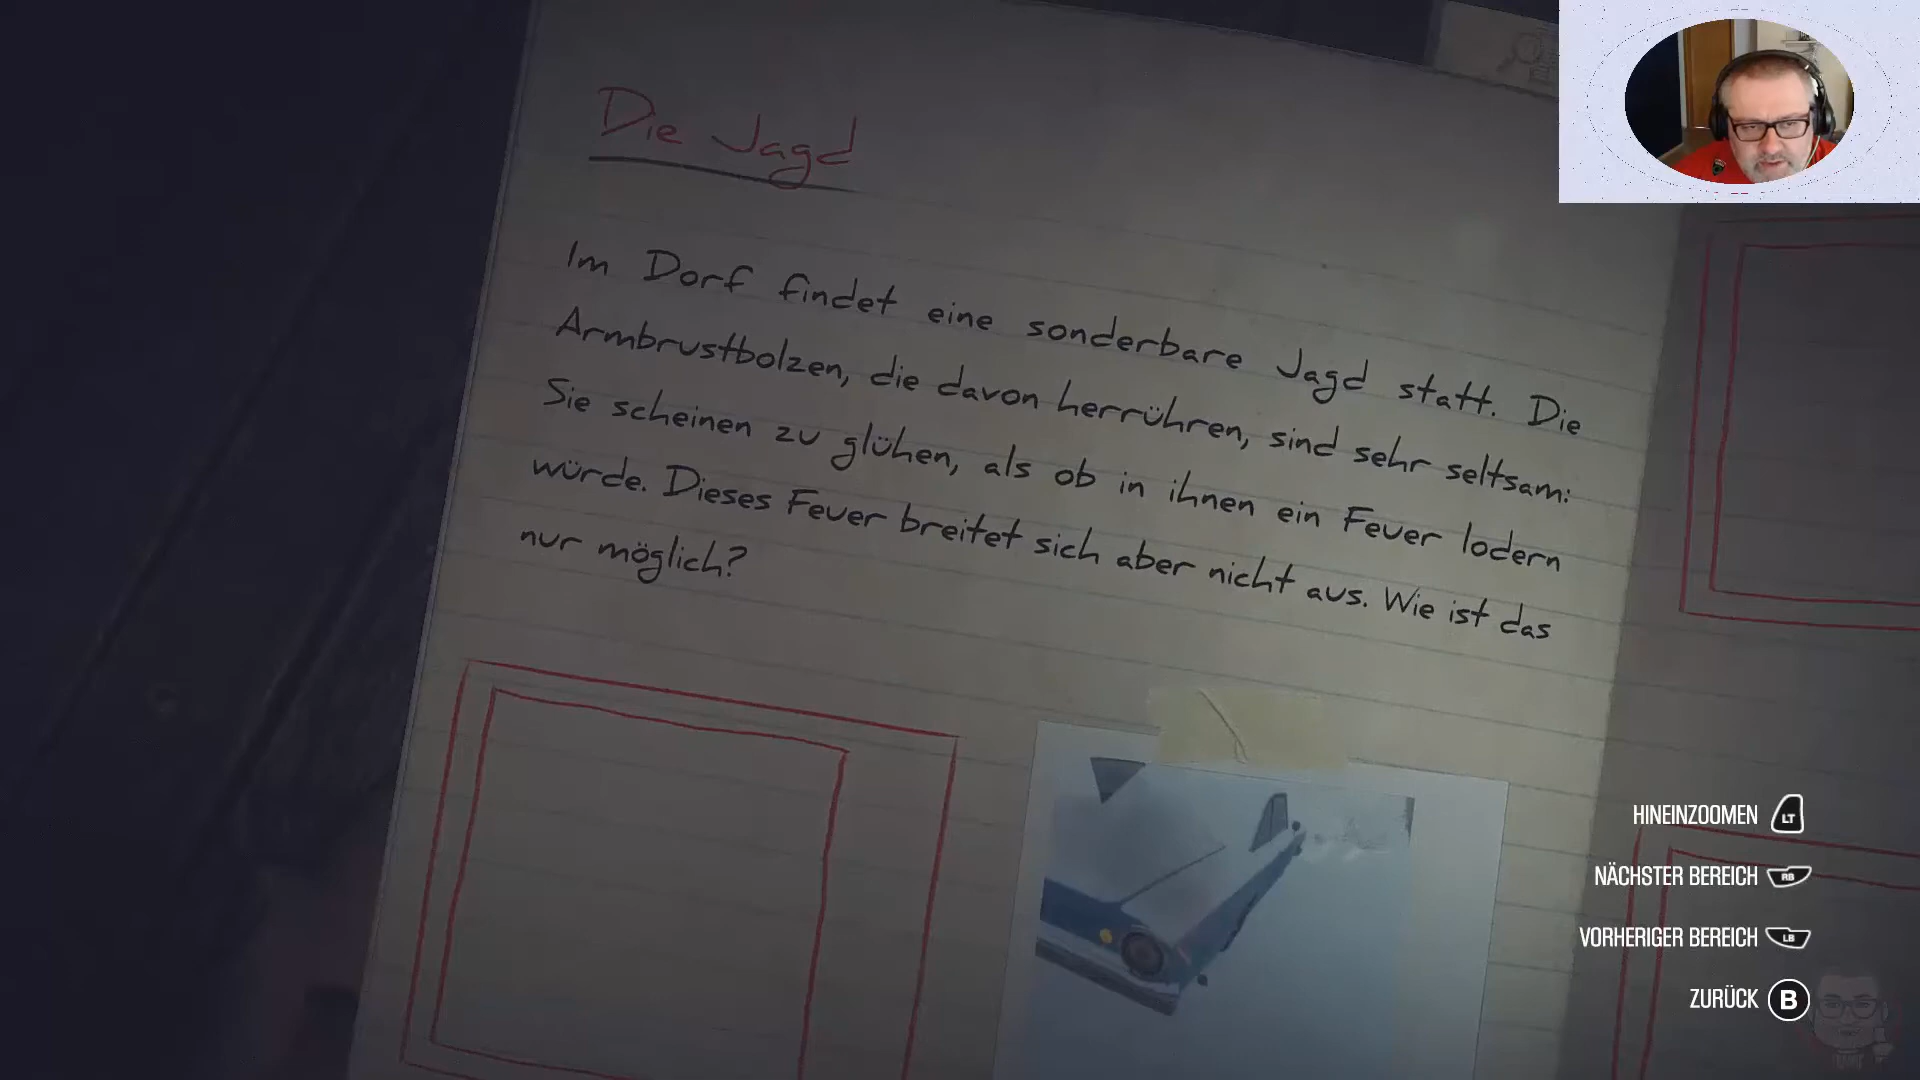 Die Jagd
Im Dorf findet eine sonderbare Jagd statt. Die
Armbrustbolzen, die davon herrühren, sind sehr seltsam:
Sie scheinen zu glühen, als ob in ihnen ein Feuer lodern
würde. Dieses Feuer breitet sich aber nicht aus. Wie ist das
nur möglich?
HINEINZOOMEN LT
NÄCHSTER BEREICH RB
VORHERIGER BEREICH LB
ZURÜCK B